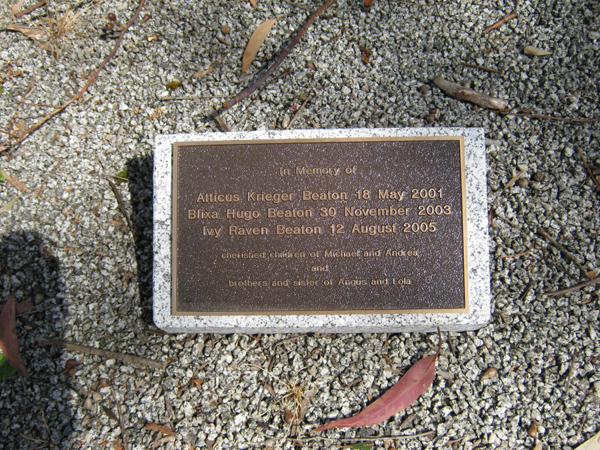 In Memory of
Atticus Krieger Beaton 18 May 2001
Blixa Hugo Beaton 30 November 2003
Ivy Raven Beaton 12 August 2005
cherished children of Michael and Andrea
and
brothers and sister of Angus and Lola